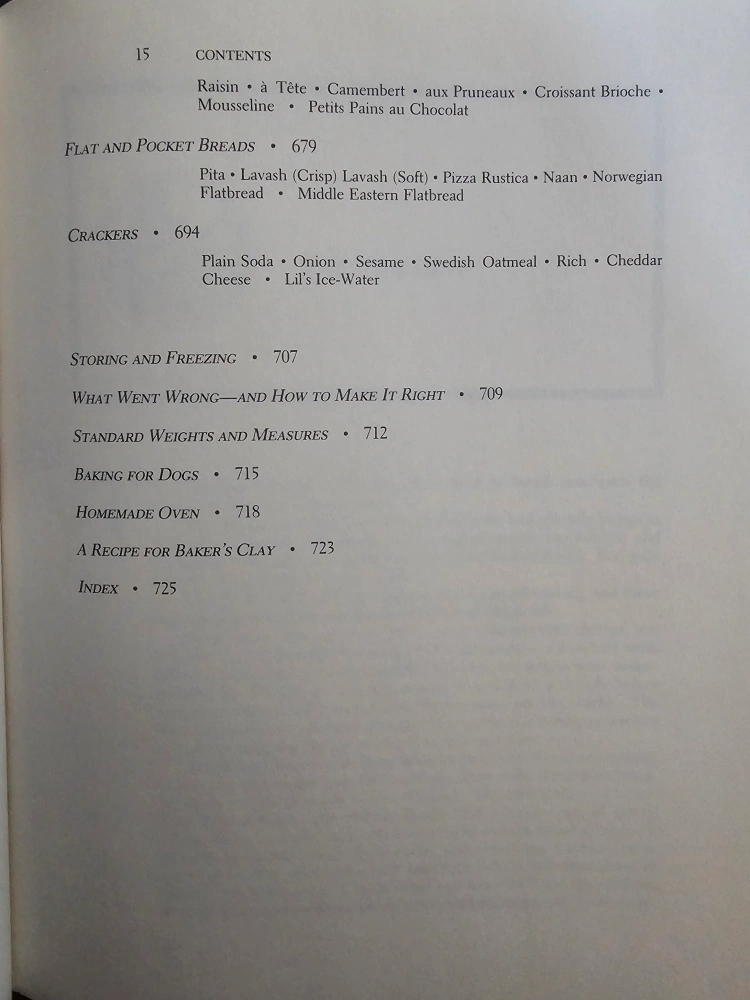 15 CONTENTS
Raisin • à Tête • Camembert • aux Pruneaux • Croissant Brioche •
Mousseline • Petits Pains au Chocolat
FLAT AND POCKET BREADS • 679
Pita • Lavash (Crisp) Lavash (Soft) • Pizza Rustica • Naan • Norwegian
Flatbread • Middle Eastern Flatbread
CRACKERS • 694
Plain Soda • Onion • Sesame • Swedish Oatmeal • Rich • Cheddar
Cheese • Lil's Ice-Water
STORING AND FREEZING • 707
WHAT WENT WRONG—AND HOW TO MAKE IT RIGHT • 709
STANDARD WEIGHTS AND MEASURES • 712
BAKING FOR DOGS • 715
HOMEMADE OVEN • 718
A RECIPE FOR BAKER'S CLAY • 723
INDEX • 725